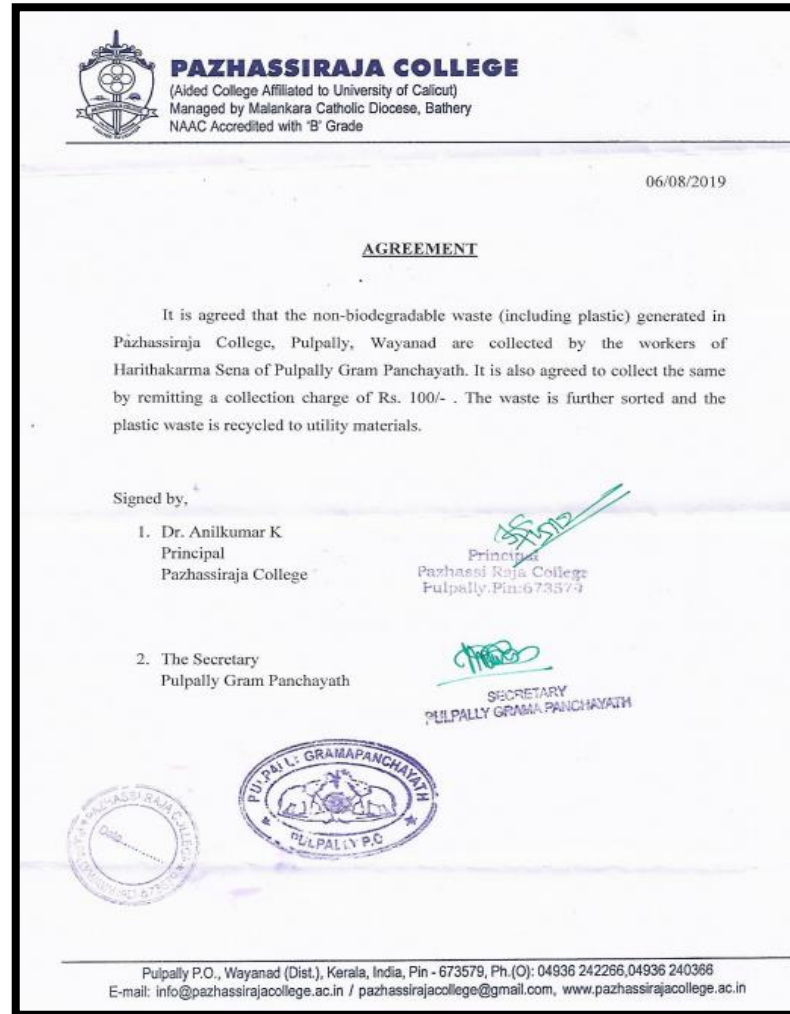 PAZHASSIRAJA COLLEGE
(Aided College Affiliated to University of Calicut)
Managed by Malankara Catholic Diocese, Bathery
NAAC Accredited with 'B' Grade
06/08/2019
AGREEMENT
It is agreed that the non-biodegradable waste (including plastic) generated in
Pazhassiraja College, Pulpally, Wayanad are collected by the workers of
Harithakarma Sena of Pulpally Gram Panchayath. It is also agreed to collect the same
by remitting a collection charge of Rs. 100/- . The waste is further sorted and the
plastic waste is recycled to utility materials.
Signed by,
1. Dr. Anilkumar K
Principal
Pazhassiraja College
Principal
Pazhassi Raja College
Pulpally.Pin:673579
2. The Secretary
Pulpally Gram Panchayath
SECRETARY
PULPALLY GRAMA PANCHAYATH
GRAMAPANCHAYATH
PULPALLY P.O
PAZHASSI RAJA COLLEGE
Date
Pulpally P.O., Wayanad (Dist.), Kerala, India, Pin - 673579, Ph.(O): 04936 242266,04936 240366
E-mail: info@pazhassirajacollege.ac.in / pazhassirajacollege@gmail.com, www.pazhassirajacollege.ac.in